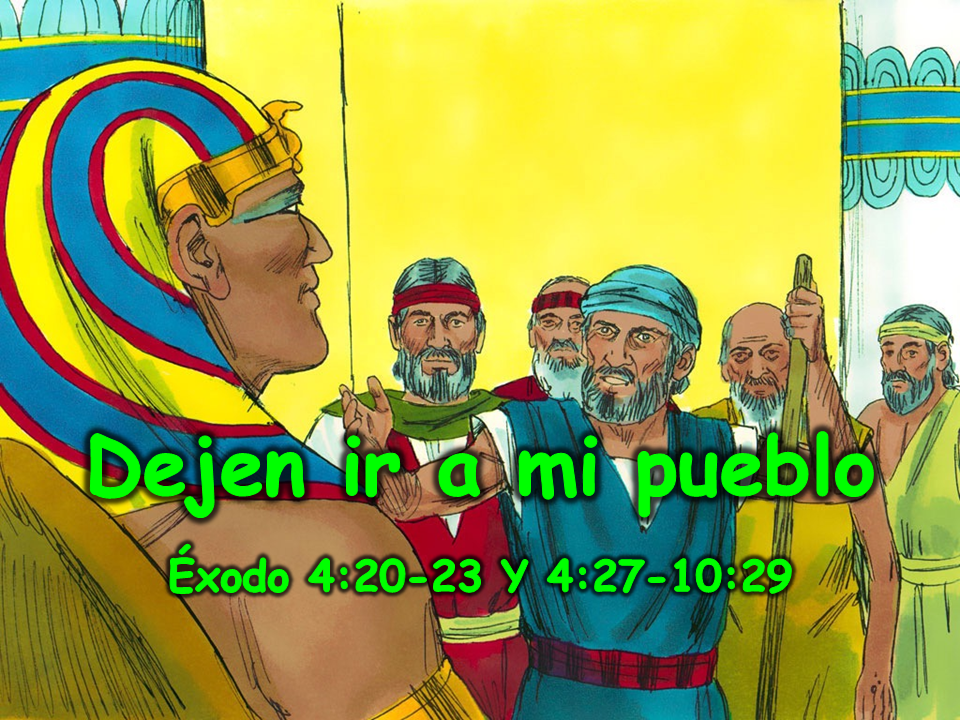 Dejen ir a mi pueblo
Éxodo 4:20-23 Y 4:27-10:29